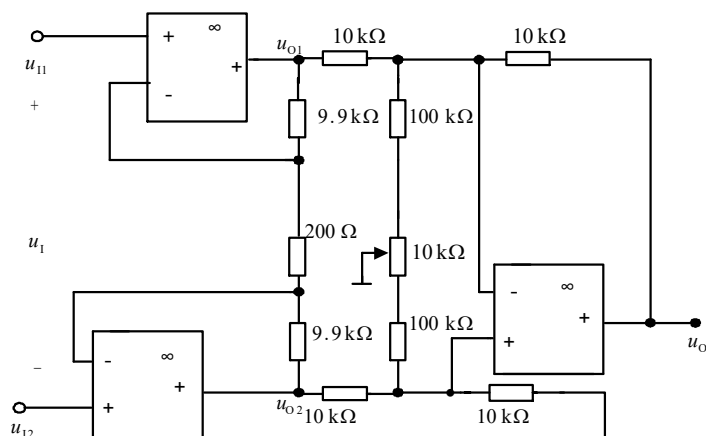 u_O1 10 kΩ 10 kΩ
+ ∞ +
u_I1 -
+ 9.9 kΩ 100 kΩ
u_I 200 Ω 10 kΩ
- ∞
+ +
9.9 kΩ 100 kΩ
u_O
- ∞
- +
+
u_O2 10 kΩ 10 kΩ
u_I2